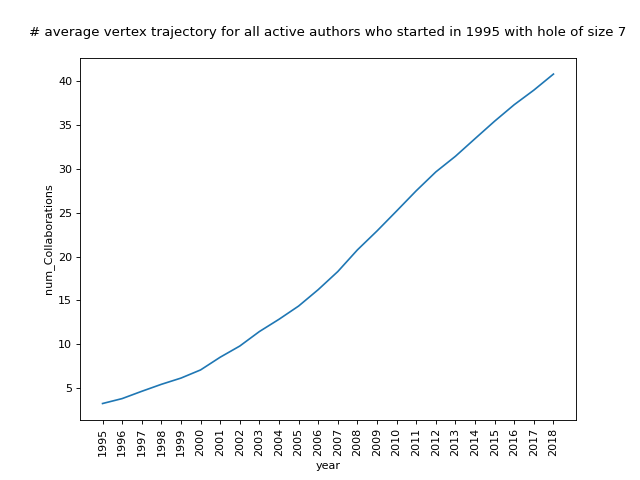 # average vertex trajectory for all active authors who started in 1995 with hole of size 7
40
35
30
25
20
15
10
5
num_Collaborations
1995 1996 1997 1998 1999 2000 2001 2002 2003 2004 2005 2006 2007 2008 2009 2010 2011 2012 2013 2014 2015 2016 2017 2018
year